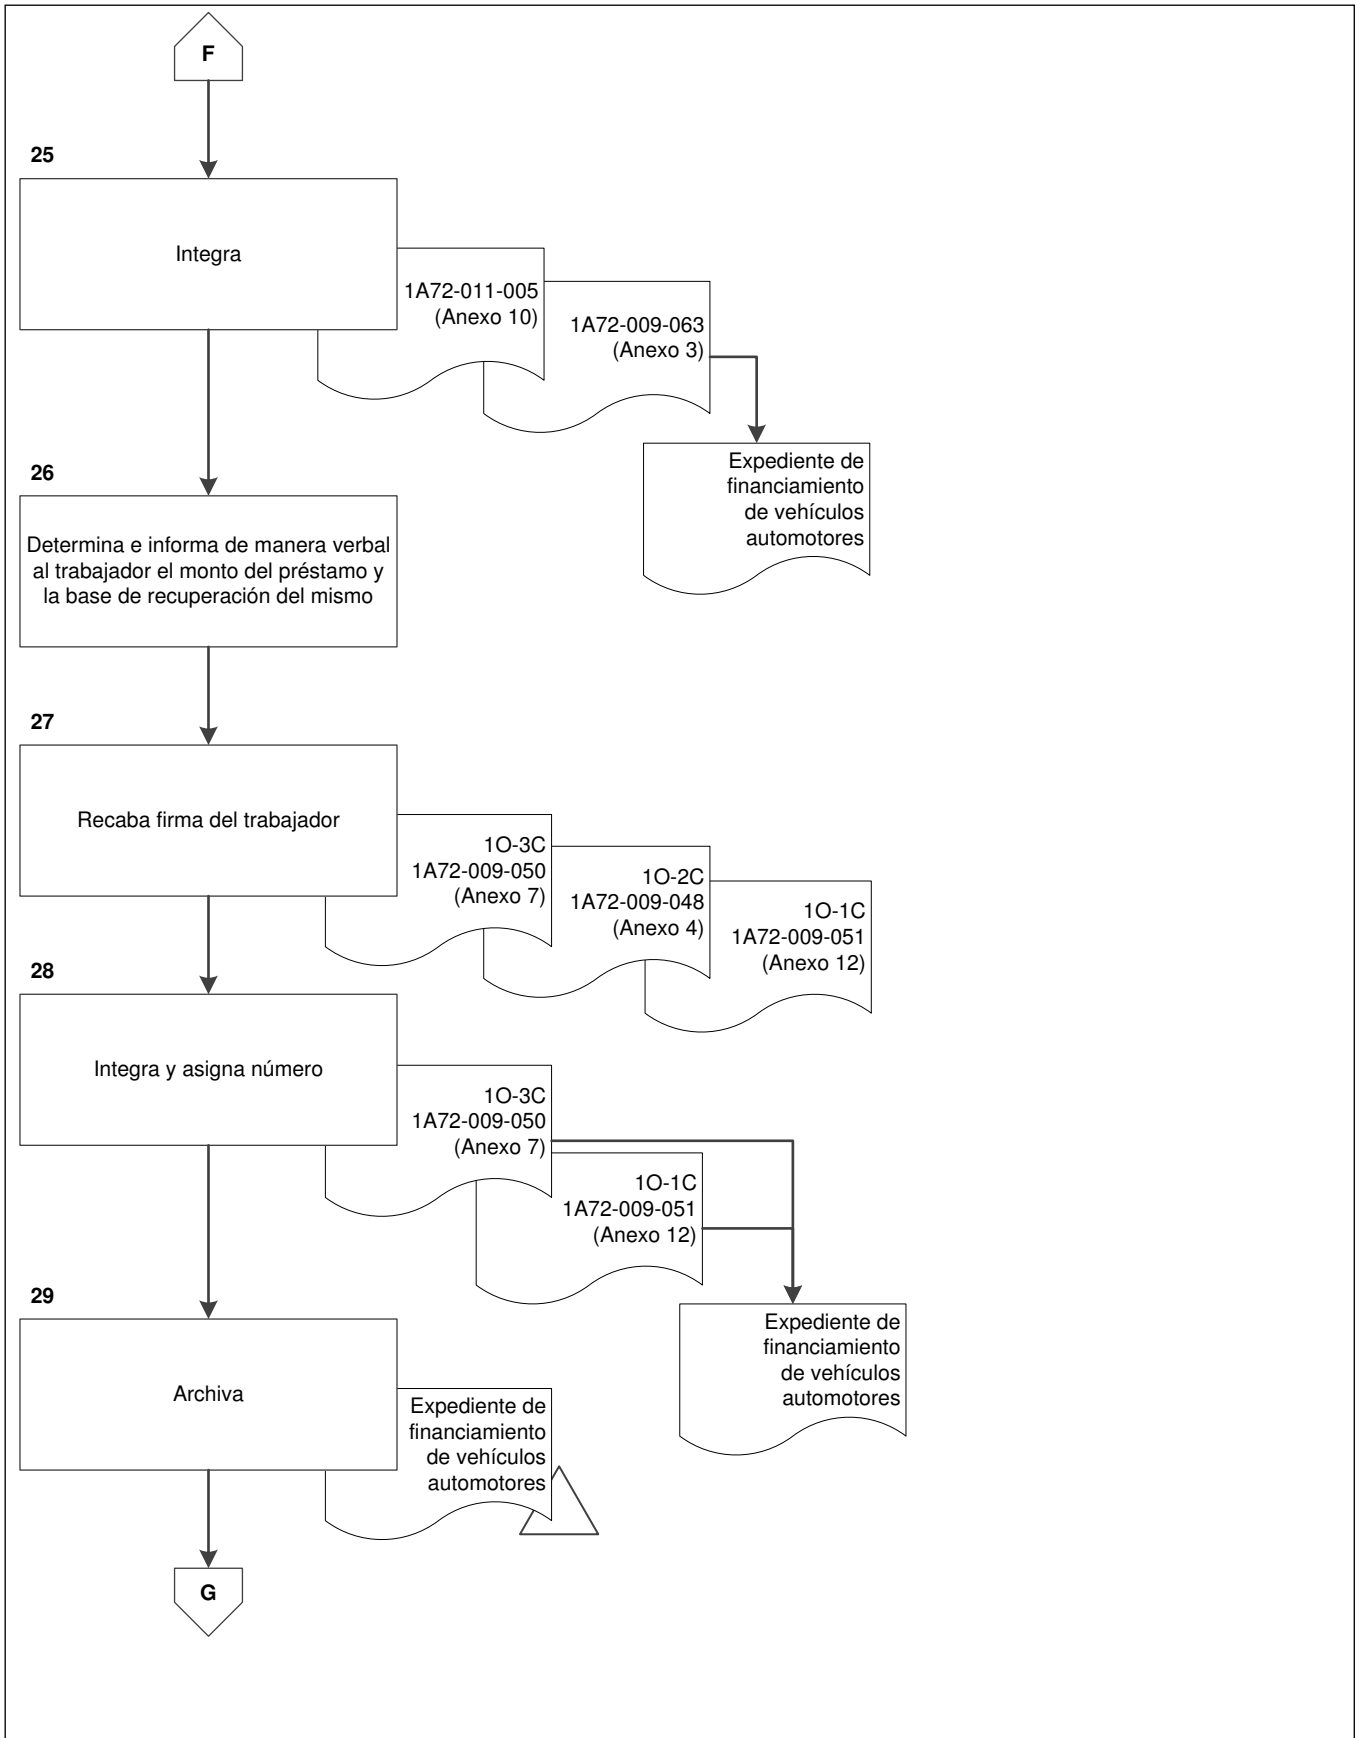 F
25
Integra
1A72-011-005
(Anexo 10)
1A72-009-063
(Anexo 3)
Expediente de
financiamiento
de vehículos
automotores
26
Determina e informa de manera verbal
al trabajador el monto del préstamo y
la base de recuperación del mismo
27
Recaba firma del trabajador
1O-3C
1A72-009-050
(Anexo 7)
1O-2C
1A72-009-048
(Anexo 4)
1O-1C
1A72-009-051
(Anexo 12)
28
Integra y asigna número
1O-3C
1A72-009-050
(Anexo 7)
1O-1C
1A72-009-051
(Anexo 12)
Expediente de
financiamiento
de vehículos
automotores
29
Archiva
Expediente de
financiamiento
de vehículos
automotores
G